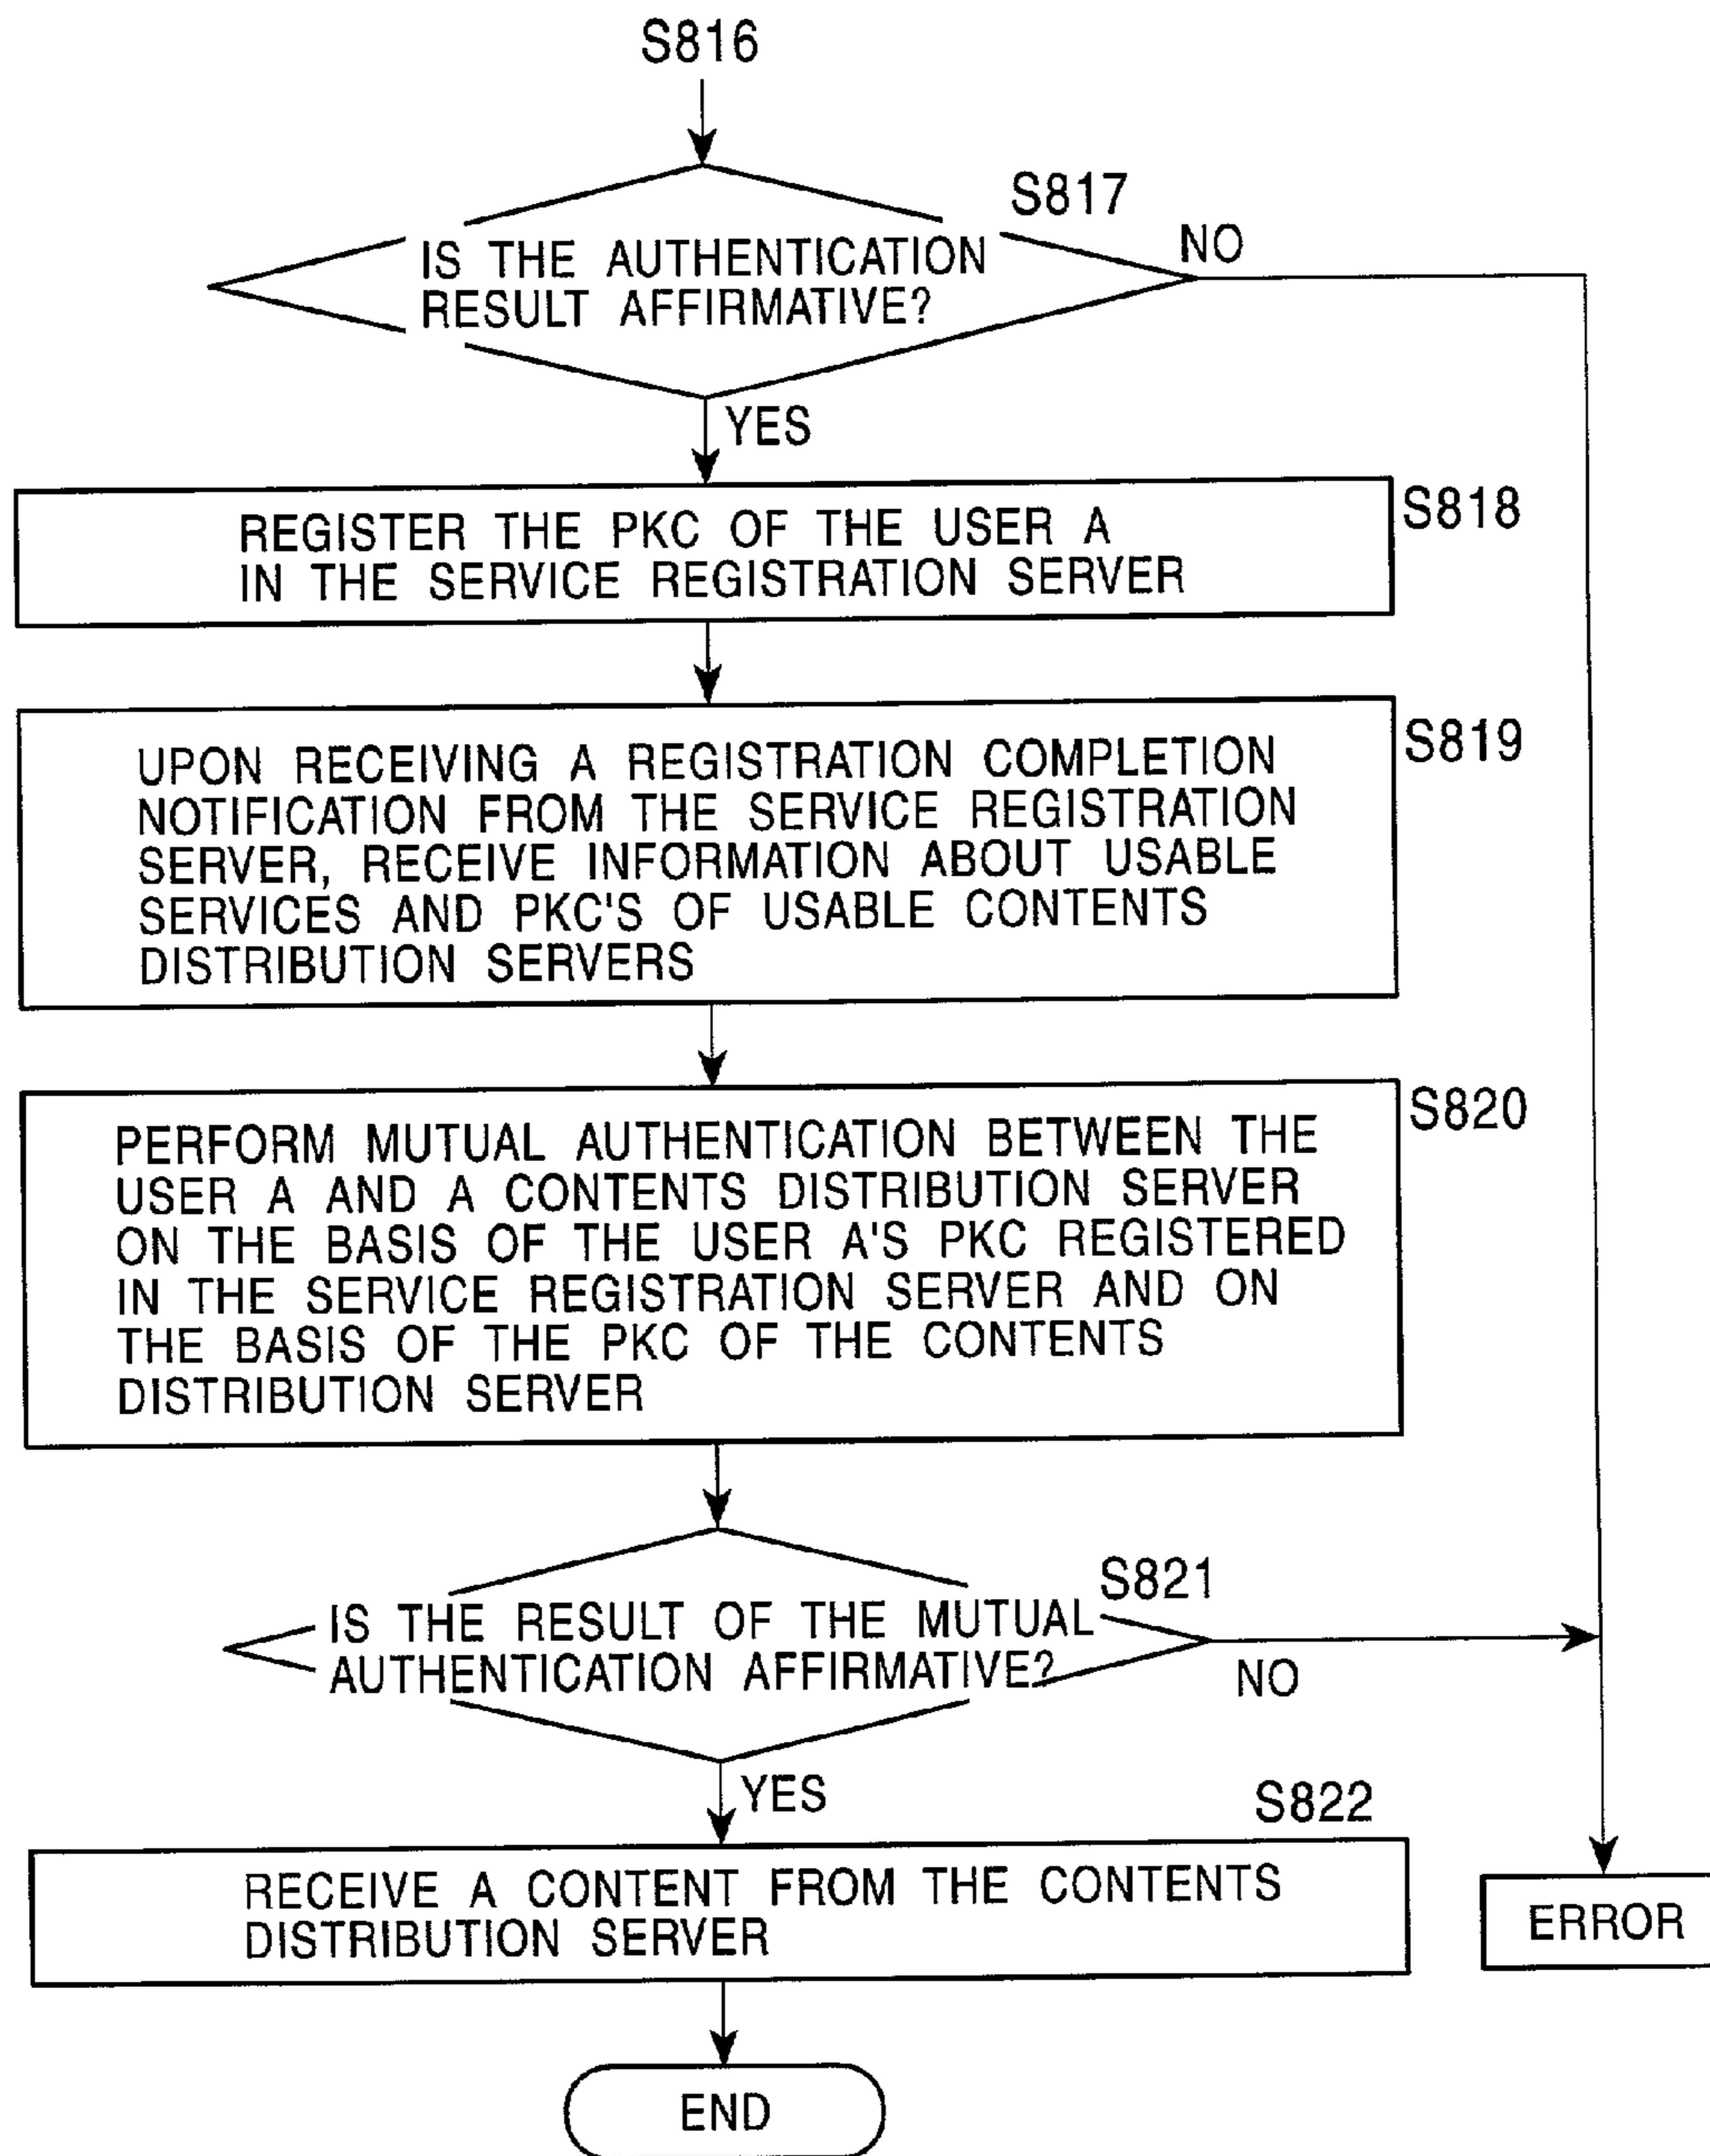 S816
S817
IS THE AUTHENTICATION
RESULT AFFIRMATIVE?
NO
YES
S818
REGISTER THE PKC OF THE USER A
IN THE SERVICE REGISTRATION SERVER
S819
UPON RECEIVING A REGISTRATION COMPLETION
NOTIFICATION FROM THE SERVICE REGISTRATION
SERVER, RECEIVE INFORMATION ABOUT USABLE
SERVICES AND PKC'S OF USABLE CONTENTS
DISTRIBUTION SERVERS
S820
PERFORM MUTUAL AUTHENTICATION BETWEEN THE
USER A AND A CONTENTS DISTRIBUTION SERVER
ON THE BASIS OF THE USER A'S PKC REGISTERED
IN THE SERVICE REGISTRATION SERVER AND ON
THE BASIS OF THE PKC OF THE CONTENTS
DISTRIBUTION SERVER
S821
IS THE RESULT OF THE MUTUAL
AUTHENTICATION AFFIRMATIVE?
NO
YES
S822
RECEIVE A CONTENT FROM THE CONTENTS
DISTRIBUTION SERVER
ERROR
END